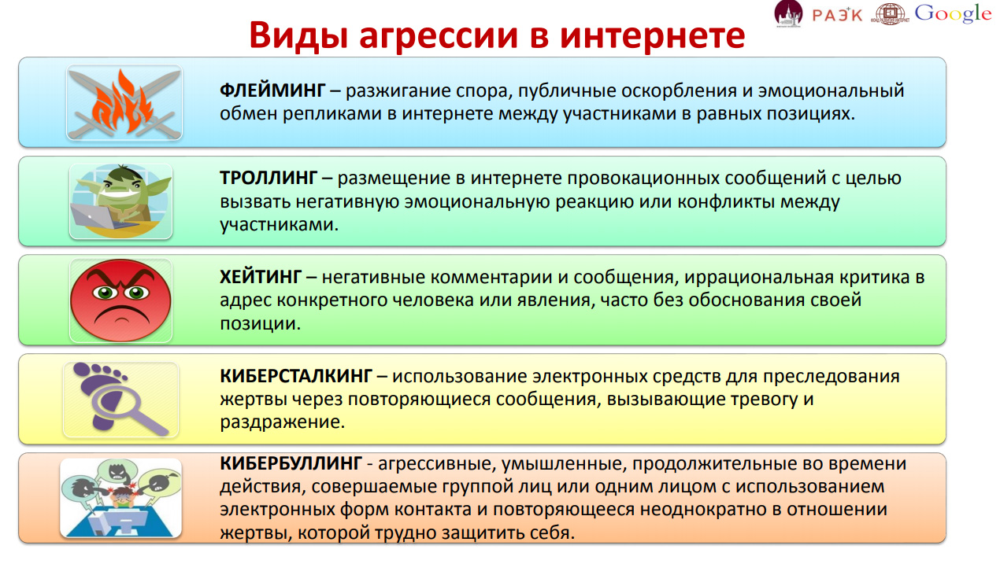 РАЭК
ФОНД РАЗВИТИЯ ИНТЕРНЕТ
Google
Виды агрессии в интернете
ФЛЕЙМИНГ – разжигание спора, публичные оскорбления и эмоциональный
обмен репликами в интернете между участниками в равных позициях.
ТРОЛЛИНГ – размещение в интернете провокационных сообщений с целью
вызвать негативную эмоциональную реакцию или конфликты между
участниками.
ХЕЙТИНГ – негативные комментарии и сообщения, иррациональная критика в
адрес конкретного человека или явления, часто без обоснования своей
позиции.
КИБЕРСТАЛКИНГ – использование электронных средств для преследования
жертвы через повторяющиеся сообщения, вызывающие тревогу и
раздражение.
КИБЕРБУЛЛИНГ - агрессивные, умышленные, продолжительные во времени
действия, совершаемые группой лиц или одним лицом с использованием
электронных форм контакта и повторяющееся неоднократно в отношении
жертвы, которой трудно защитить себя.